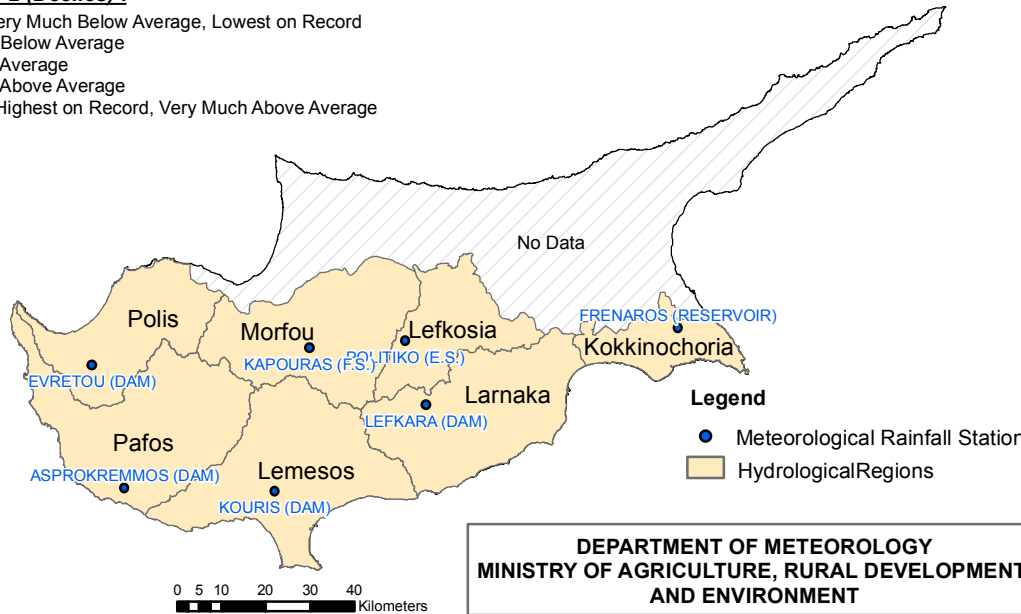 ery Much Below Average, Lowest on Record
Below Average
Average
Above Average
Highest on Record, Very Much Above Average
No Data
FRENAROS (RESERVOIR)
Polis
Morfou
Lefkosia
Kokkinochoria
KAPOURAS (F.S.)
POLITIKO (E.S.)
EVRETOU (DAM)
Larnaka
Legend
LEFKARA (DAM)
Meteorological Rainfall Station
Pafos
Lemesos
HydrologicalRegions
ASPROKREMMOS (DAM)
KOURIS (DAM)
DEPARTMENT OF METEOROLOGY
MINISTRY OF AGRICULTURE, RURAL DEVELOPMENT
AND ENVIRONMENT
0 5 10 20 30 40
Kilometers